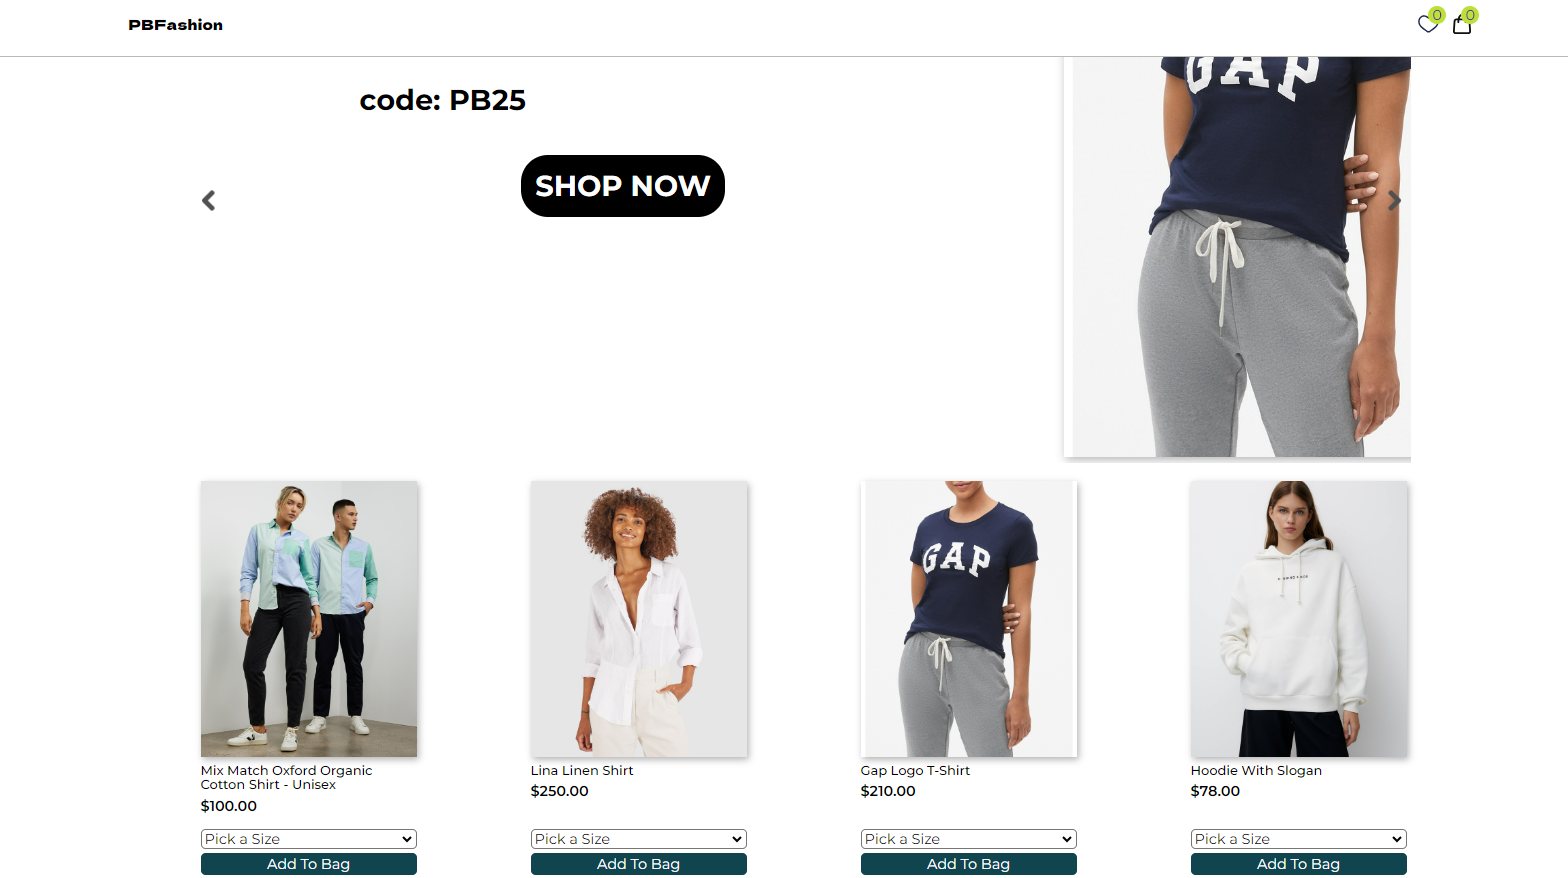 PBFashion
0
0
code: PB25
SHOP NOW
GAP
GAP
Mix Match Oxford Organic
Cotton Shirt - Unisex
$100.00
Pick a Size
Add To Bag
Lina Linen Shirt
$250.00
Pick a Size
Add To Bag
Gap Logo T-Shirt
$210.00
Pick a Size
Add To Bag
Hoodie With Slogan
$78.00
Pick a Size
Add To Bag